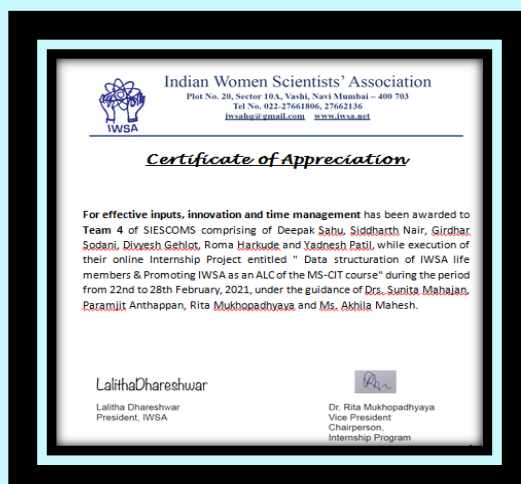 IWSA
Indian Women Scientists' Association
Plot No. 20, Sector 10A, Vashi, Navi Mumbai – 400 703
Tel No. 022-27661806, 27662136
iwsahq@gmail.com www.iwsa.net
Certificate of Appreciation
For effective inputs, innovation and time management has been awarded to
Team 4 of SIESCOMS comprising of Deepak Sahu, Siddharth Nair, Girdhar
Sodani, Divyesh Gehlot, Roma Harkude and Yadnesh Patil, while execution of
their online Internship Project entitled " Data structuration of IWSA life
members & Promoting IWSA as an ALC of the MS-CIT course" during the period
from 22nd to 28th February, 2021, under the guidance of Drs. Sunita Mahajan,
Paramjit Anthappan, Rita Mukhopadhyaya and Ms. Akhila Mahesh.
LalithaDhareshwar
Lalitha Dhareshwar
President, IWSA
Dr. Rita Mukhopadhyaya
Vice President
Chairperson,
Internship Program